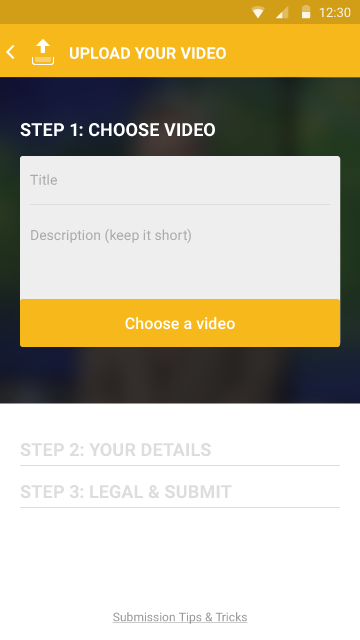 12:30
UPLOAD YOUR VIDEO
STEP 1: CHOOSE VIDEO
Title
Description (keep it short)
Choose a video
STEP 2: YOUR DETAILS
STEP 3: LEGAL & SUBMIT
Submission Tips & Tricks